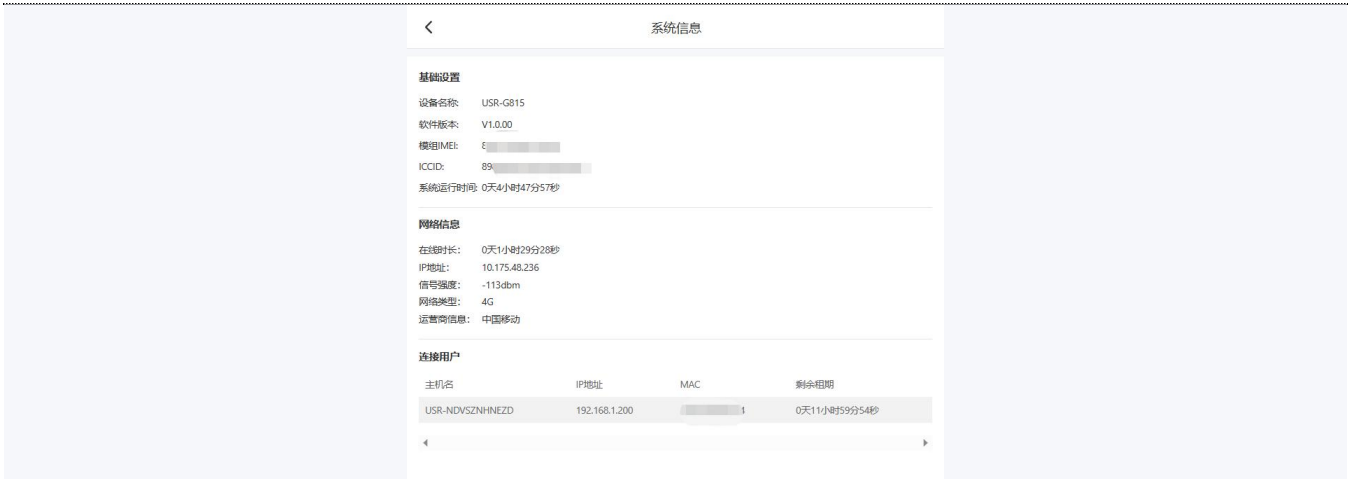 系统信息
基础设置
设备名称: USR-G815
软件版本: V1.0.00
模组IMEI: 8
ICCID: 89
系统运行时间: 0天4小时47分57秒
网络信息
在线时长: 0天1小时29分28秒
IP地址: 10.175.48.236
信号强度: -113dbm
网络类型: 4G
运营商信息: 中国移动
连接用户
主机名 IP地址 MAC 剩余租期
USR-NDVSZNHNEZD 192.168.1.200 0天11小时59分54秒